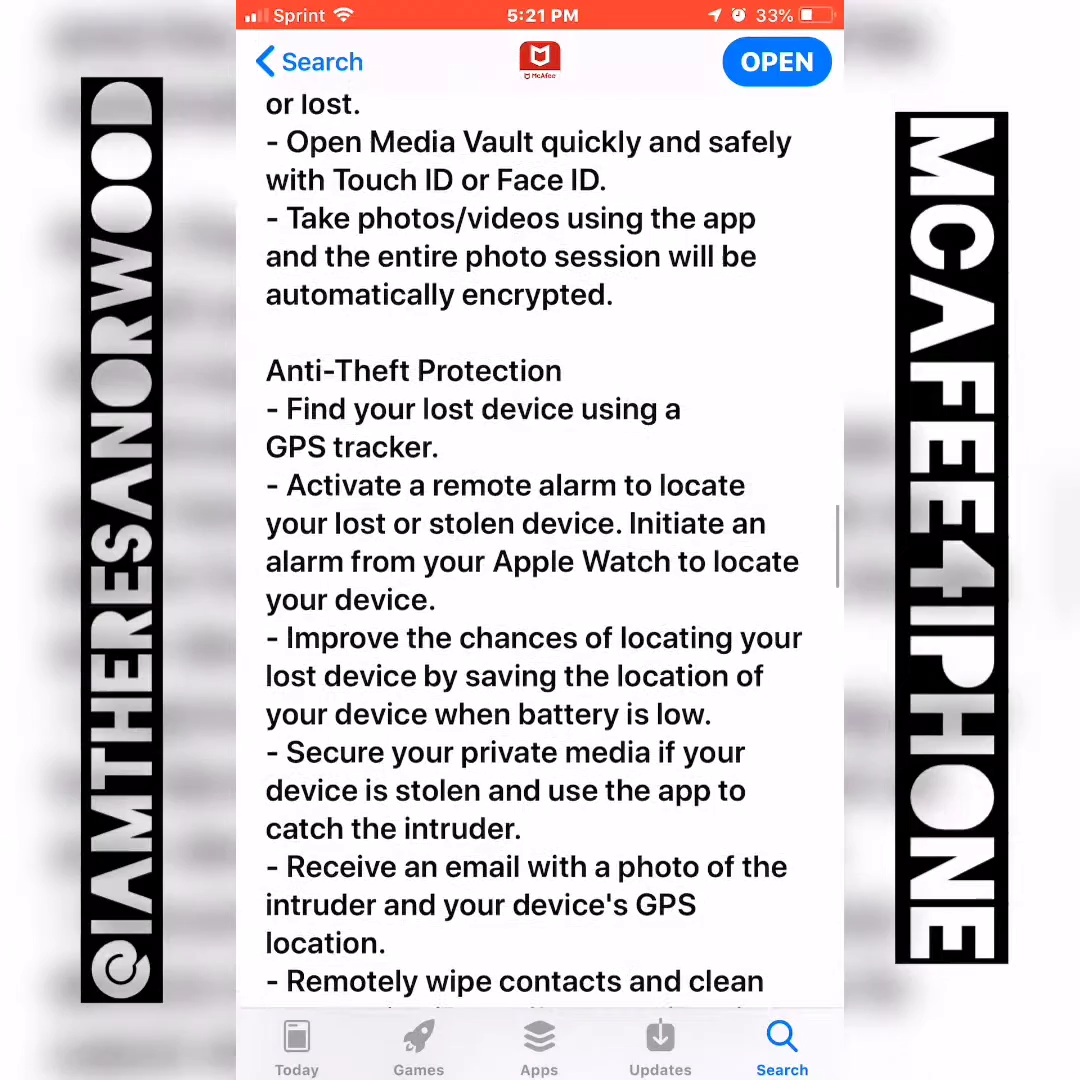 Sprint 5:21 PM 33%
Search McAfee OPEN
or lost.
- Open Media Vault quickly and safely
with Touch ID or Face ID.
- Take photos/videos using the app
and the entire photo session will be
automatically encrypted.
Anti-Theft Protection
- Find your lost device using a
GPS tracker.
- Activate a remote alarm to locate
your lost or stolen device. Initiate an
alarm from your Apple Watch to locate
your device.
- Improve the chances of locating your
lost device by saving the location of
your device when battery is low.
- Secure your private media if your
device is stolen and use the app to
catch the intruder.
- Receive an email with a photo of the
intruder and your device's GPS
location.
- Remotely wipe contacts and clean
Today Games Apps Updates Search
@IAMTHERESANORWOOD
MCAFEE4IPHONE